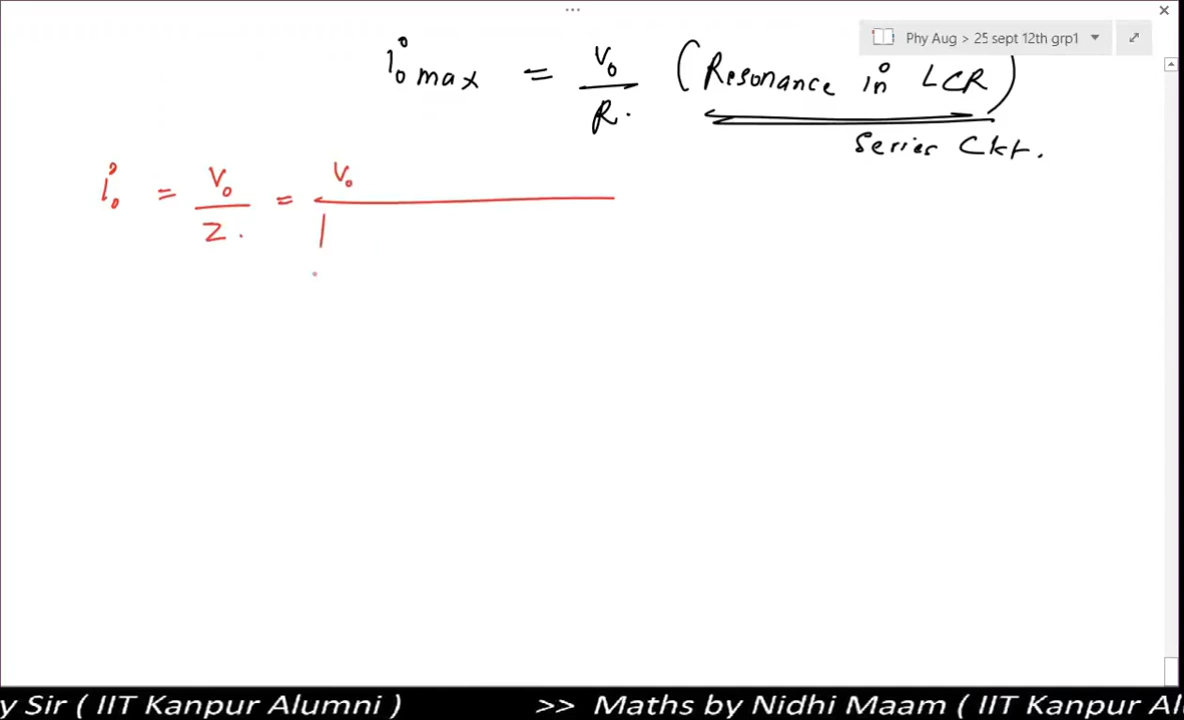 Phy Aug > 25 sept 12th grp1
i₀ max = V₀/R. (Resonance in LCR)
Series Ckt.
i₀ = V₀/Z. = V₀/
y Sir ( IIT Kanpur Alumni ) >> Maths by Nidhi Maam ( IIT Kanpur Al